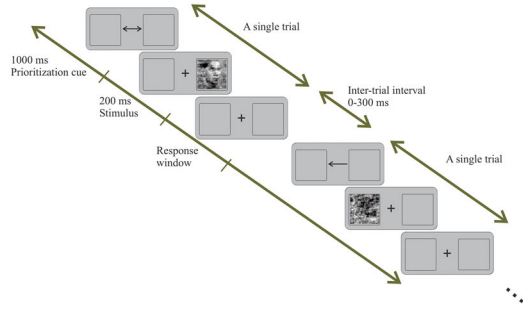 A single trial
1000 ms
Prioritization cue
200 ms
Stimulus
Inter-trial interval
0-300 ms
Response
window
A single trial